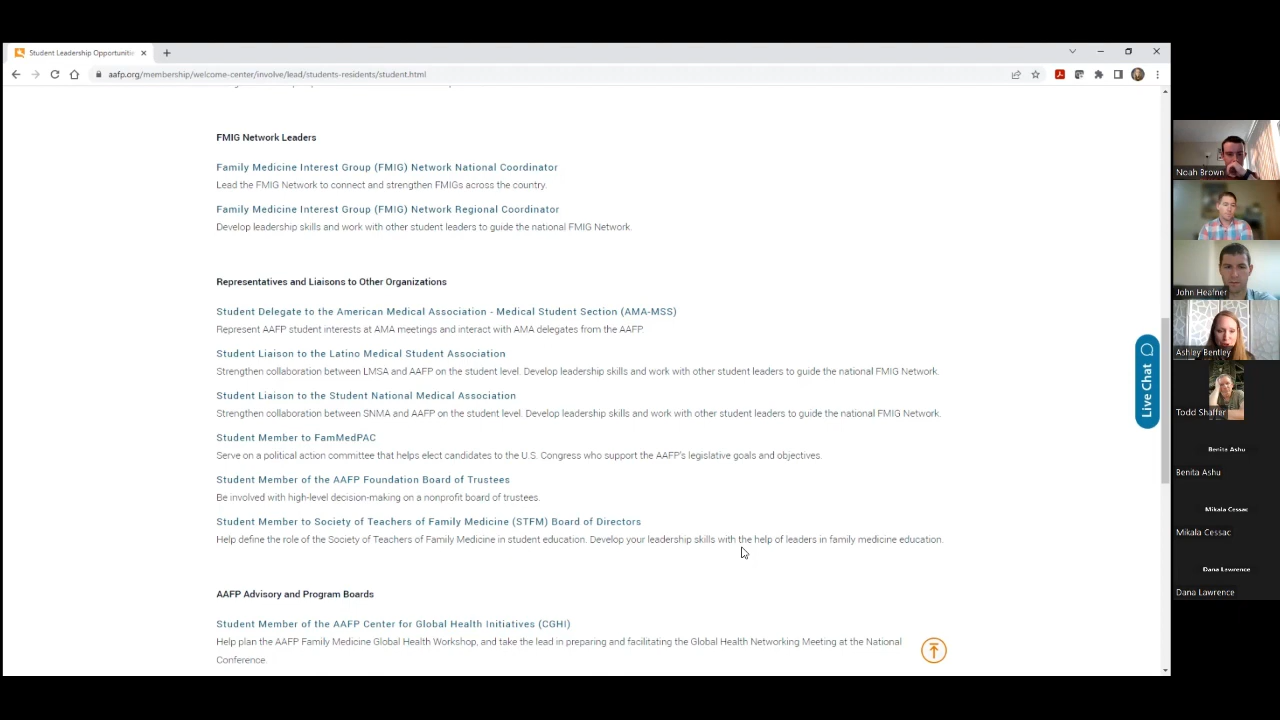 Student Leadership Opportuniti
aafp.org/membership/welcome-center/involve/lead/students-residents/student.html
FMIG Network Leaders
Family Medicine Interest Group (FMIG) Network National Coordinator
Lead the FMIG Network to connect and strengthen FMIGs across the country.
Family Medicine Interest Group (FMIG) Network Regional Coordinator
Develop leadership skills and work with other student leaders to guide the national FMIG Network.
Representatives and Liaisons to Other Organizations
Student Delegate to the American Medical Association - Medical Student Section (AMA-MSS)
Represent AAFP student interests at AMA meetings and interact with AMA delegates from the AAFP
Student Liaison to the Latino Medical Student Association
Strengthen collaboration between LMSA and AAFP on the student level. Develop leadership skills and work with other student leaders to guide the national FMIG Network.
Student Liaison to the Student National Medical Association
Strengthen collaboration between SNMA and AAFP on the student level. Develop leadership skills and work with other student leaders to guide the national FMIG Network.
Student Member to FamMedPAC
Serve on a political action committee that helps elect candidates to the U.S. Congress who support the AAFP's legislative goals and objectives.
Student Member of the AAFP Foundation Board of Trustees
Be involved with high-level decision-making on a nonprofit board of trustees.
Student Member to Society of Teachers of Family Medicine (STFM) Board of Directors
Help define the role of the Society of Teachers of Family Medicine in student education. Develop your leadership skills with the help of leaders in family medicine education.
AAFP Advisory and Program Boards
Student Member of the AAFP Center for Global Health Initiatives (CGHI)
Help plan the AAFP Family Medicine Global Health Workshop, and take the lead in preparing and facilitating the Global Health Networking Meeting at the National
Conference.
Live Chat
Noah Brown
John Heafner
Ashley Bentley
Todd Shaffer
Benita Ashu
Benita Ashu
Mikala Cessac
Mikala Cessac
Dana Lawrence
Dana Lawrence